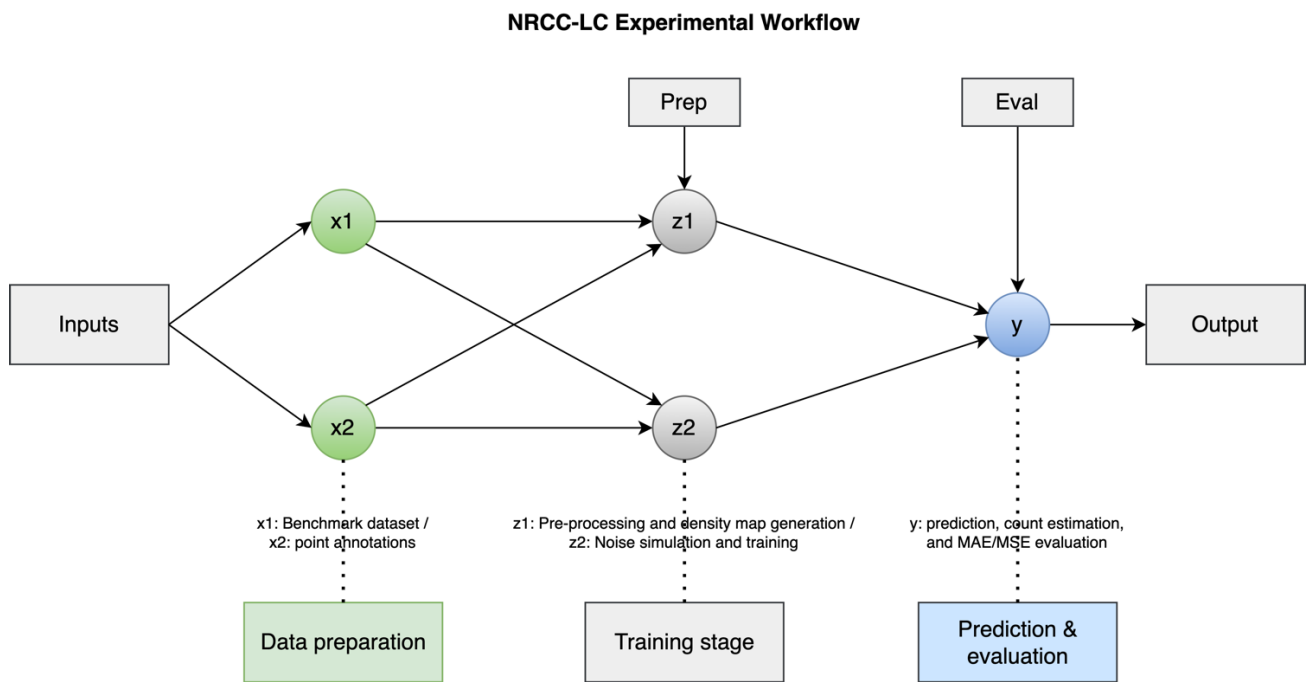 NRCC-LC Experimental Workflow
Prep
Eval
x1
z1
Inputs
y
Output
x2
z2
x1: Benchmark dataset /
x2: point annotations
z1: Pre-processing and density map generation /
z2: Noise simulation and training
y: prediction, count estimation,
and MAE/MSE evaluation
Data preparation
Training stage
Prediction &
evaluation